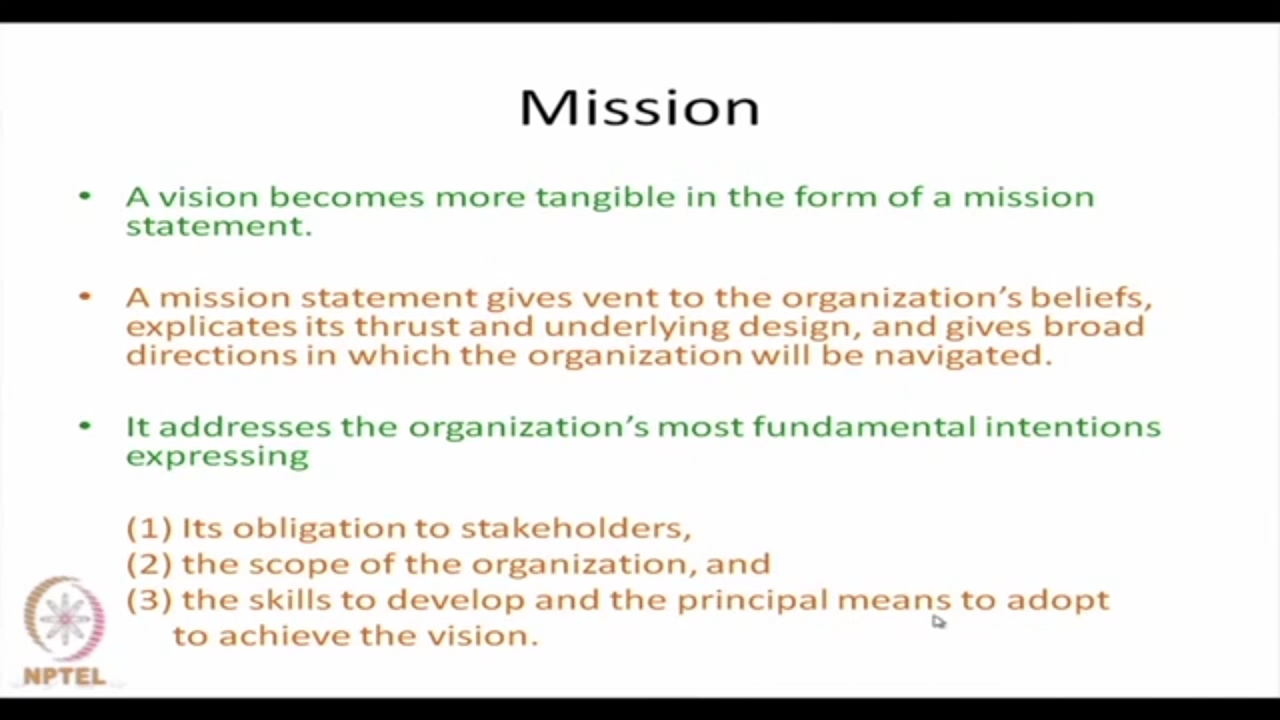 Mission
• A vision becomes more tangible in the form of a mission
statement.
• A mission statement gives vent to the organization’s beliefs,
explicates its thrust and underlying design, and gives broad
directions in which the organization will be navigated.
• It addresses the organization’s most fundamental intentions
expressing
(1) Its obligation to stakeholders,
(2) the scope of the organization, and
(3) the skills to develop and the principal means to adopt
to achieve the vision.
NPTEL